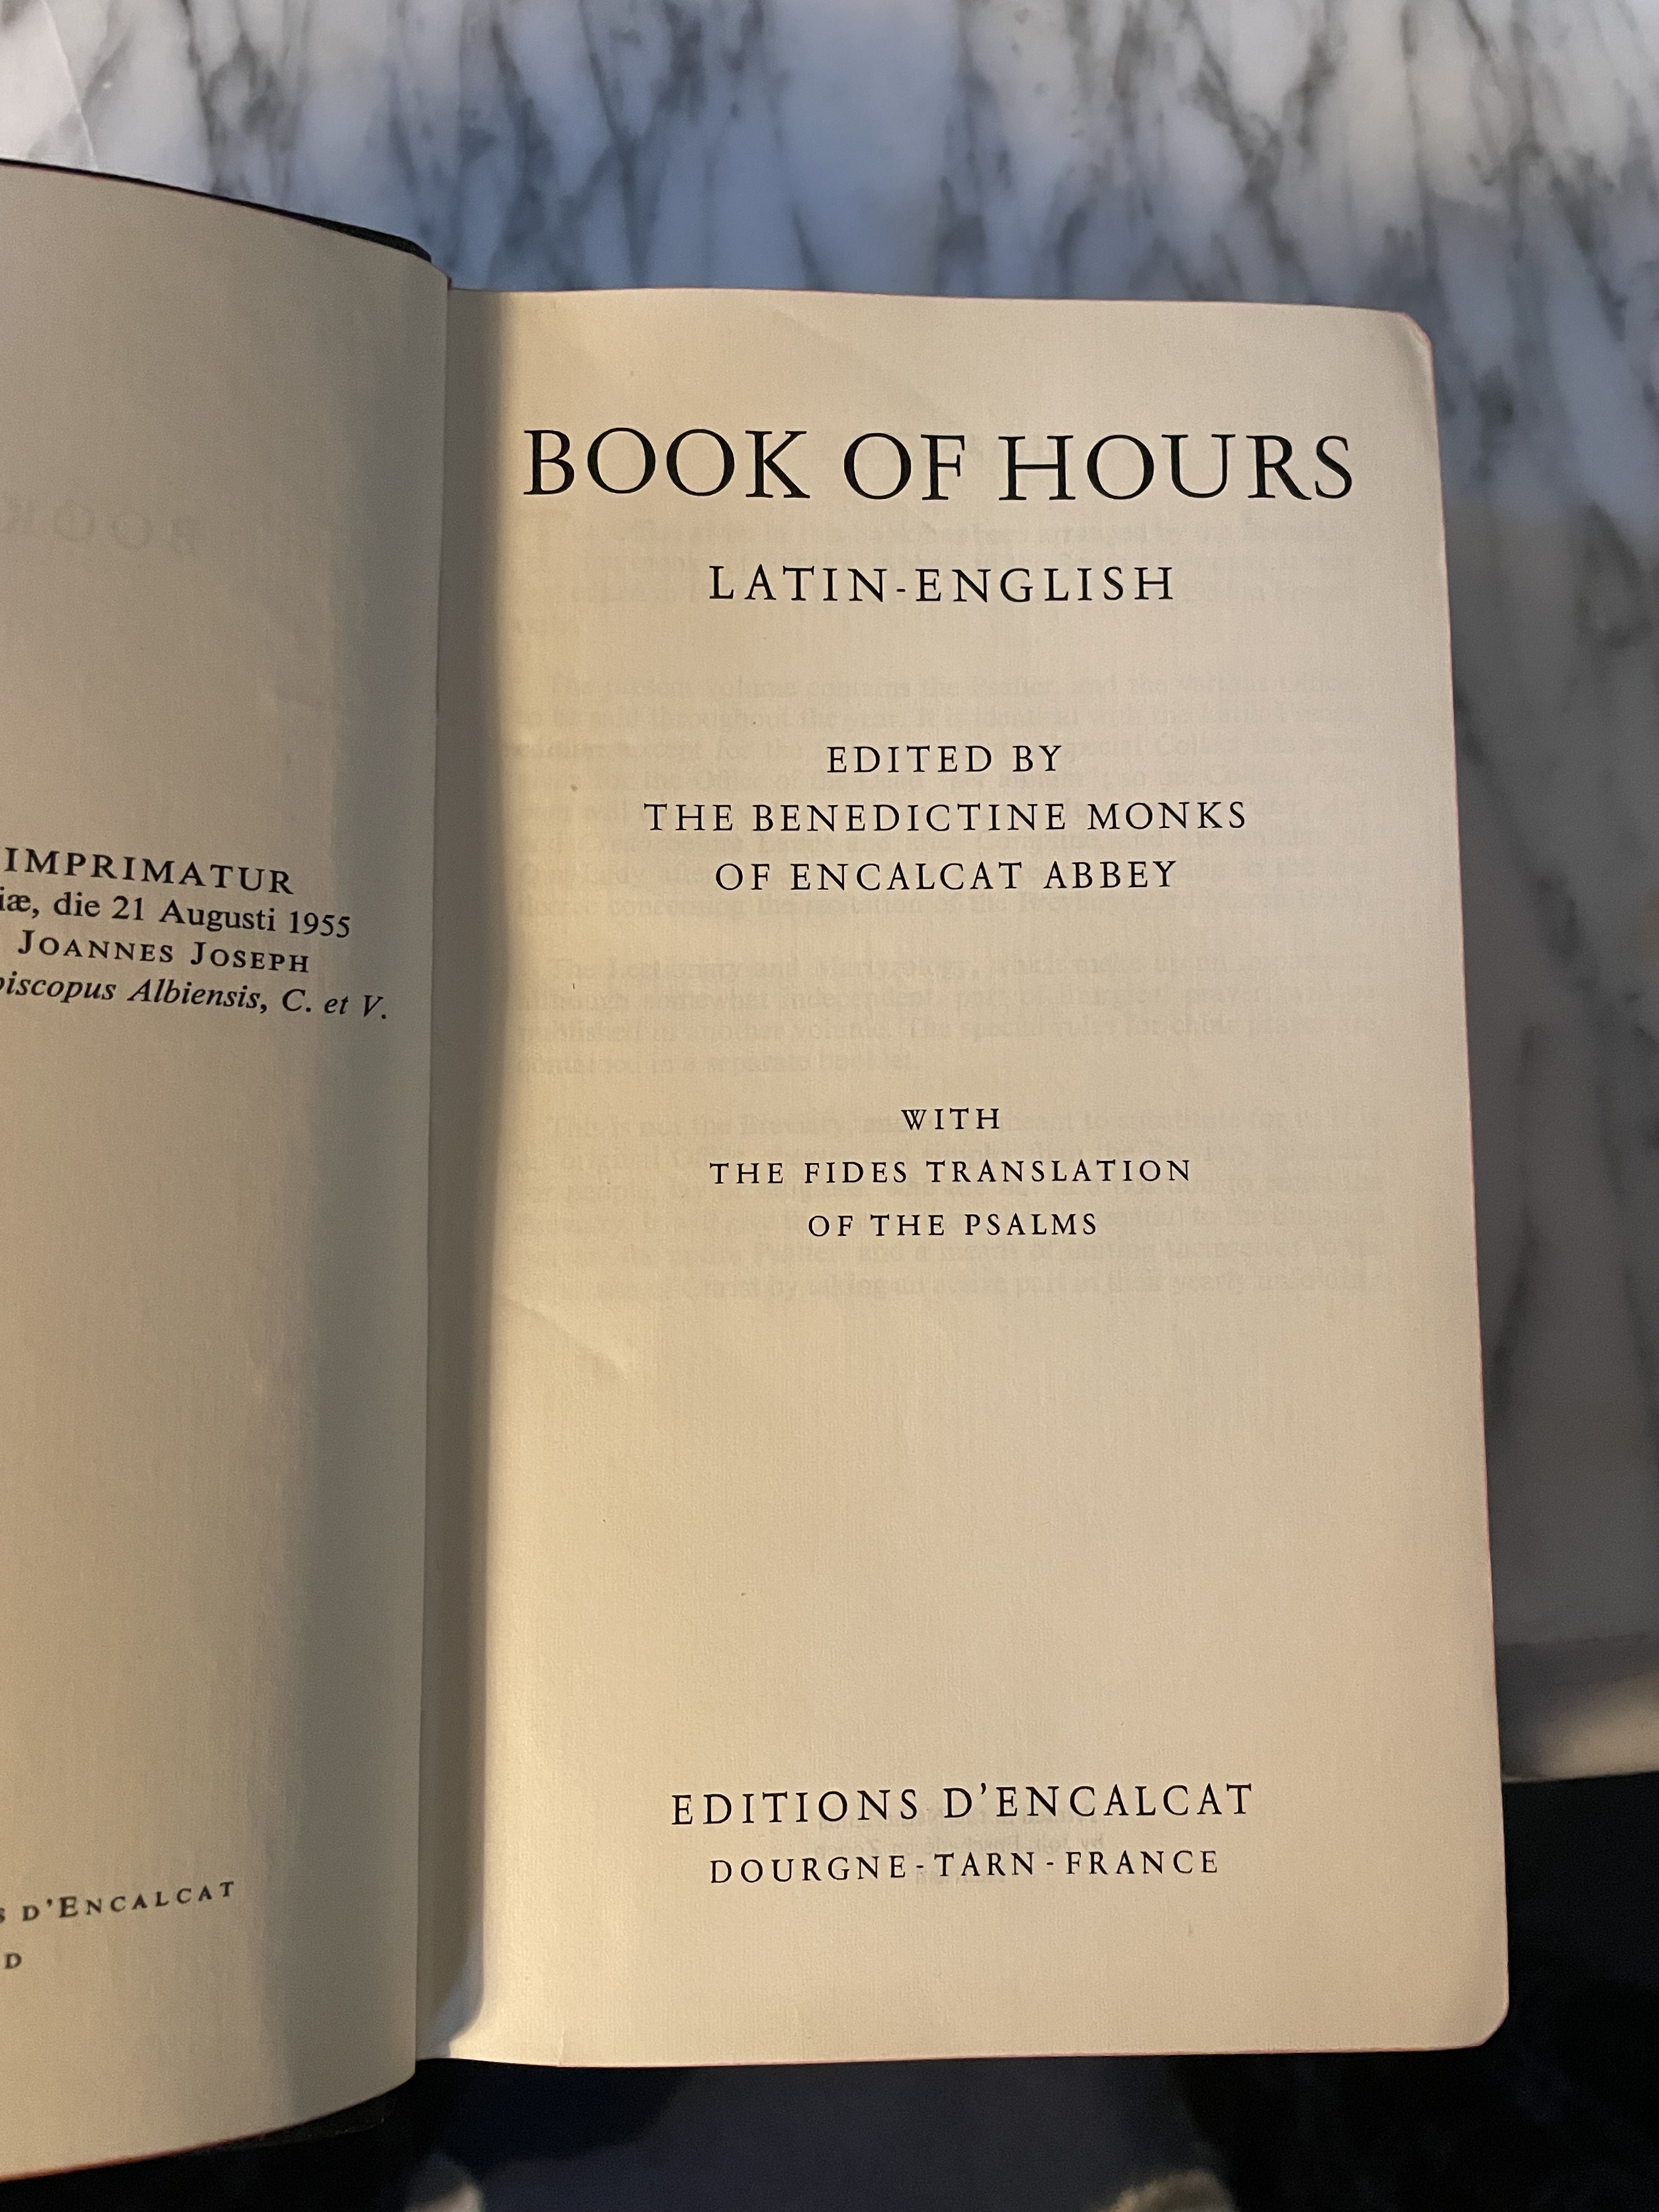 IMPRIMATUR
iæ, die 21 Augusti 1955
JOANNES JOSEPH
piscopus Albiensis, C. et V.
S D'ENCALCAT
D
BOOK OF HOURS
LATIN-ENGLISH
EDITED BY
THE BENEDICTINE MONKS
OF ENCALCAT ABBEY
WITH
THE FIDES TRANSLATION
OF THE PSALMS
EDITIONS D'ENCALCAT
DOURGNE-TARN-FRANCE